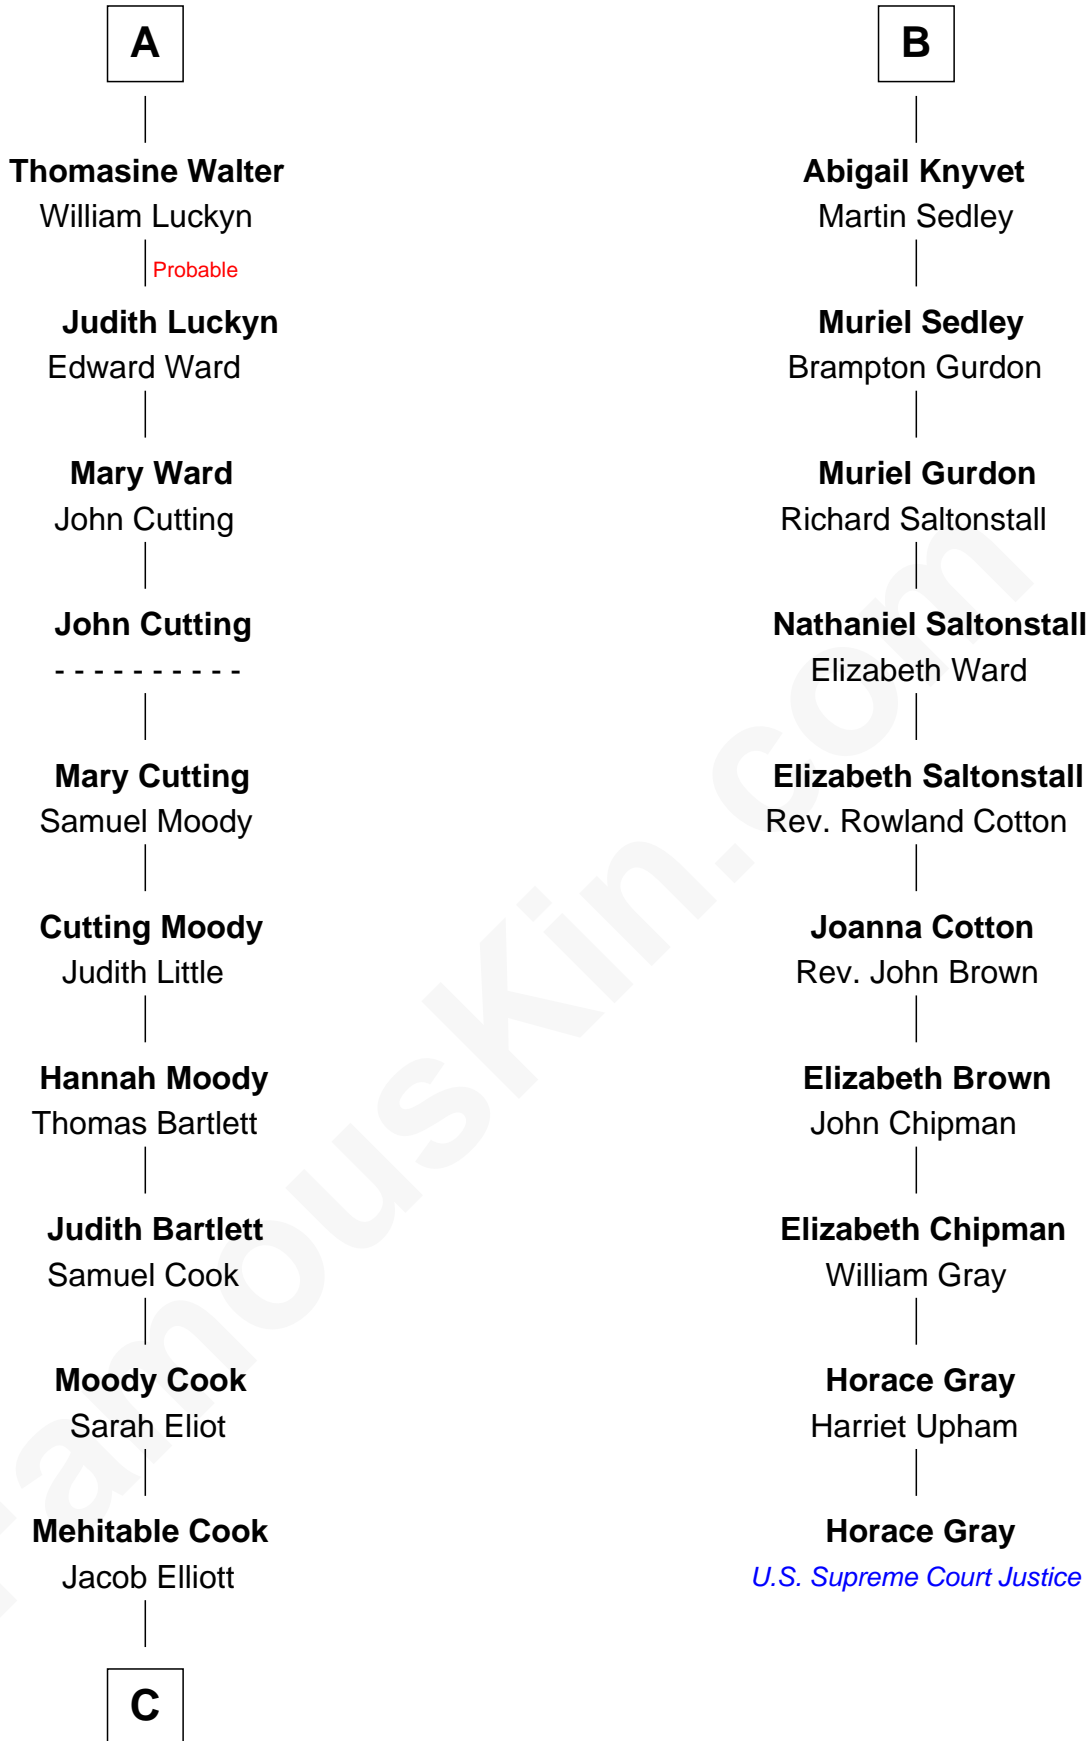 A
Thomasine Walter
William Luckyn
Probable
Judith Luckyn
Edward Ward
Mary Ward
John Cutting
John Cutting
- - - - - - - - - -
Mary Cutting
Samuel Moody
Cutting Moody
Judith Little
Hannah Moody
Thomas Bartlett
Judith Bartlett
Samuel Cook
Moody Cook
Sarah Eliot
Mehitable Cook
Jacob Elliott
C
B
Abigail Knyvet
Martin Sedley
Muriel Sedley
Brampton Gurdon
Muriel Gurdon
Richard Saltonstall
Nathaniel Saltonstall
Elizabeth Ward
Elizabeth Saltonstall
Rev. Rowland Cotton
Joanna Cotton
Rev. John Brown
Elizabeth Brown
John Chipman
Elizabeth Chipman
William Gray
Horace Gray
Harriet Upham
Horace Gray
U.S. Supreme Court Justice
FamousKin.com